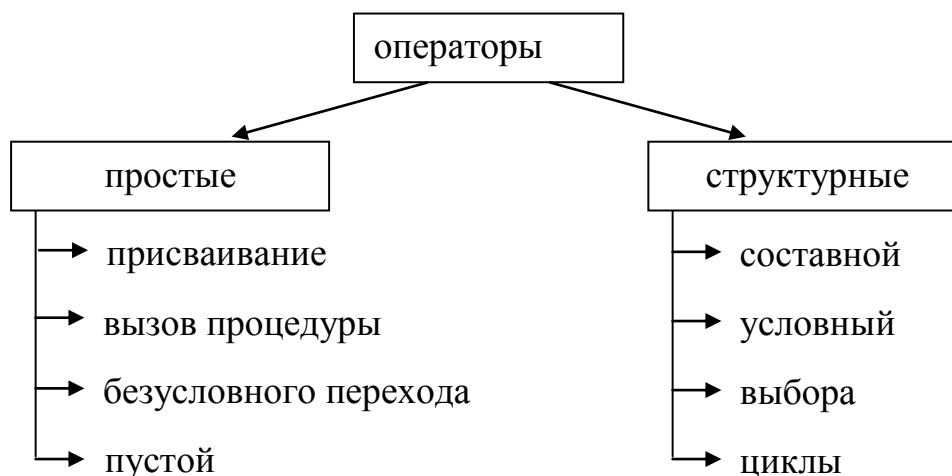 операторы
простые
структурные
присваивание
вызов процедуры
безусловного перехода
пустой
составной
условный
выбора
циклы